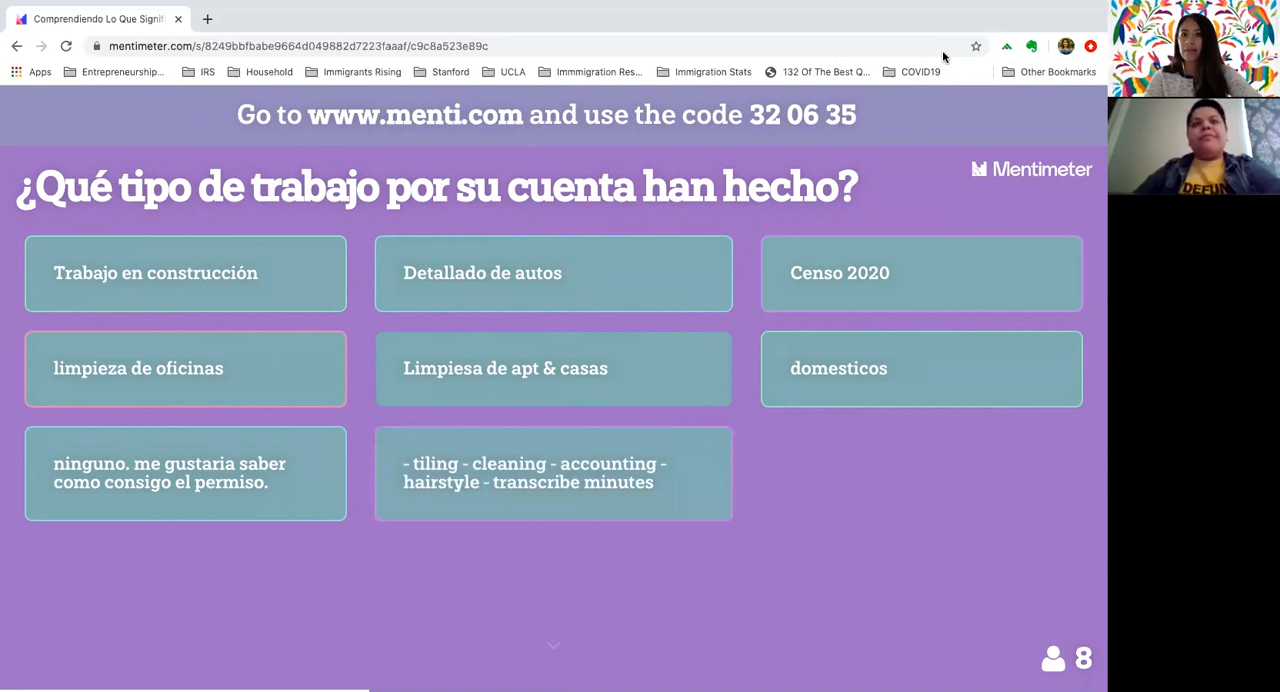 Comprendiendo Lo Que Signif
mentimeter.com/s/8249bbfbabe9664d049882d7223faaaf/c9c8a523e89c
Apps Entrepreneurship... IRS Household Immigrants Rising Stanford UCLA Immmigration Res... Immigration Stats 132 Of The Best Q... COVID19 Other Bookmarks
Go to www.menti.com and use the code 32 06 35
Mentimeter
¿Qué tipo de trabajo por su cuenta han hecho?
Trabajo en construcción
Detallado de autos
Censo 2020
limpieza de oficinas
Limpiesa de apt & casas
domesticos
ninguno. me gustaria saber
como consigo el permiso.
- tiling - cleaning - accounting -
hairstyle - transcribe minutes
8
DEFUN